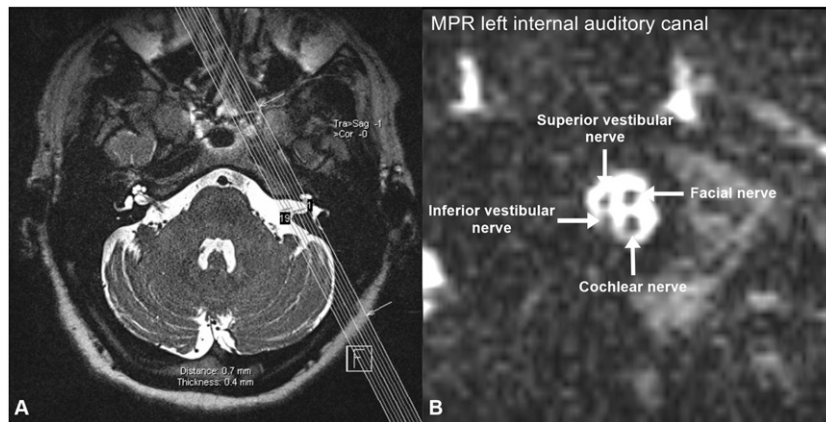 Tra>Sag -1
>Cor -0
19
1
F
Distance: 0.7 mm
Thickness: 0.4 mm
A
MPR left internal auditory canal
Superior vestibular
nerve
Facial nerve
Inferior vestibular
nerve
Cochlear nerve
B